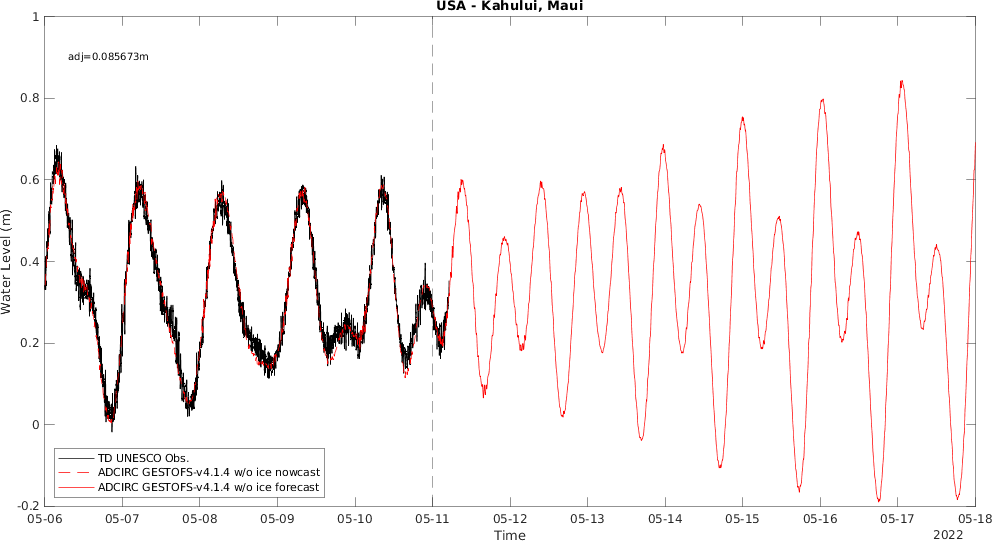 USA - Kahului, Maui
adj=0.085673m
Water Level (m)
1
0.8
0.6
0.4
0.2
0
-0.2
TD UNESCO Obs.
ADCIRC GESTOFS-v4.1.4 w/o ice nowcast
ADCIRC GESTOFS-v4.1.4 w/o ice forecast
05-06 05-07 05-08 05-09 05-10 05-11 05-12 05-13 05-14 05-15 05-16 05-17 05-18
Time
2022